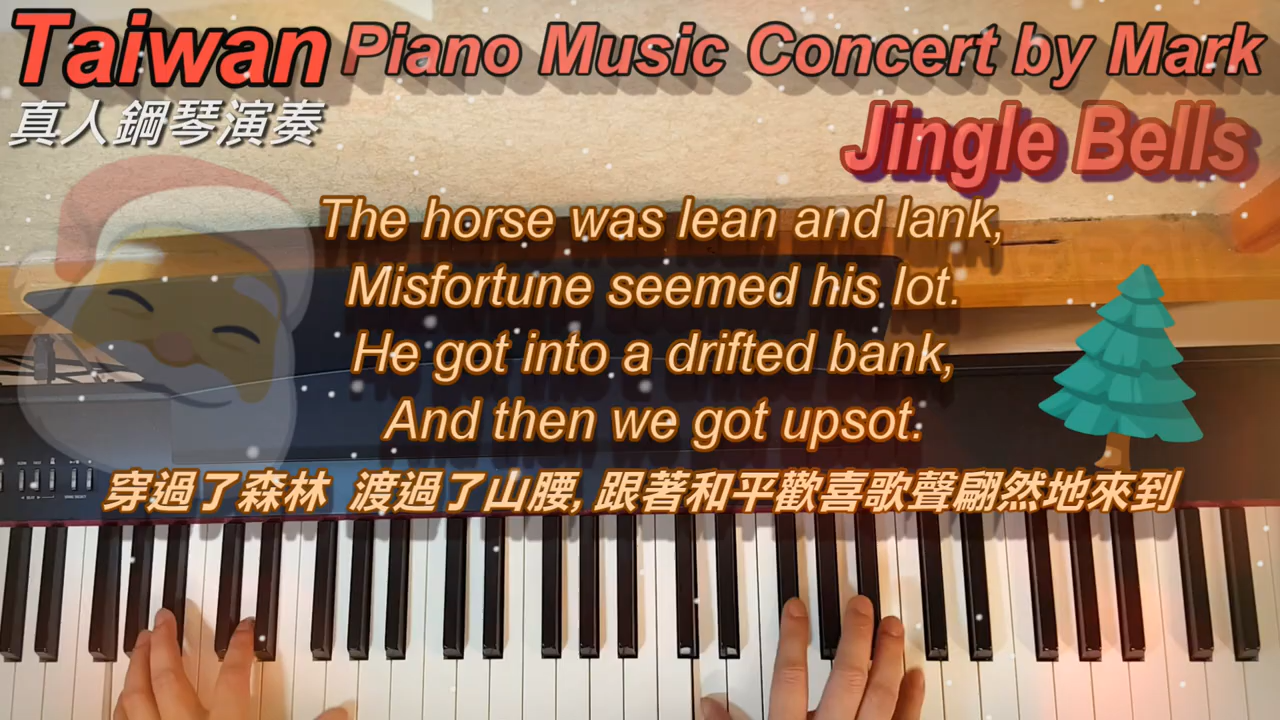 Taiwan Piano Music Concert by Mark
真人鋼琴演奏
Jingle Bells
The horse was lean and lank,
Misfortune seemed his lot.
He got into a drifted bank,
And then we got upsot.
穿過了森林 渡過了山腰, 跟著和平歡喜歌聲翩然地來到